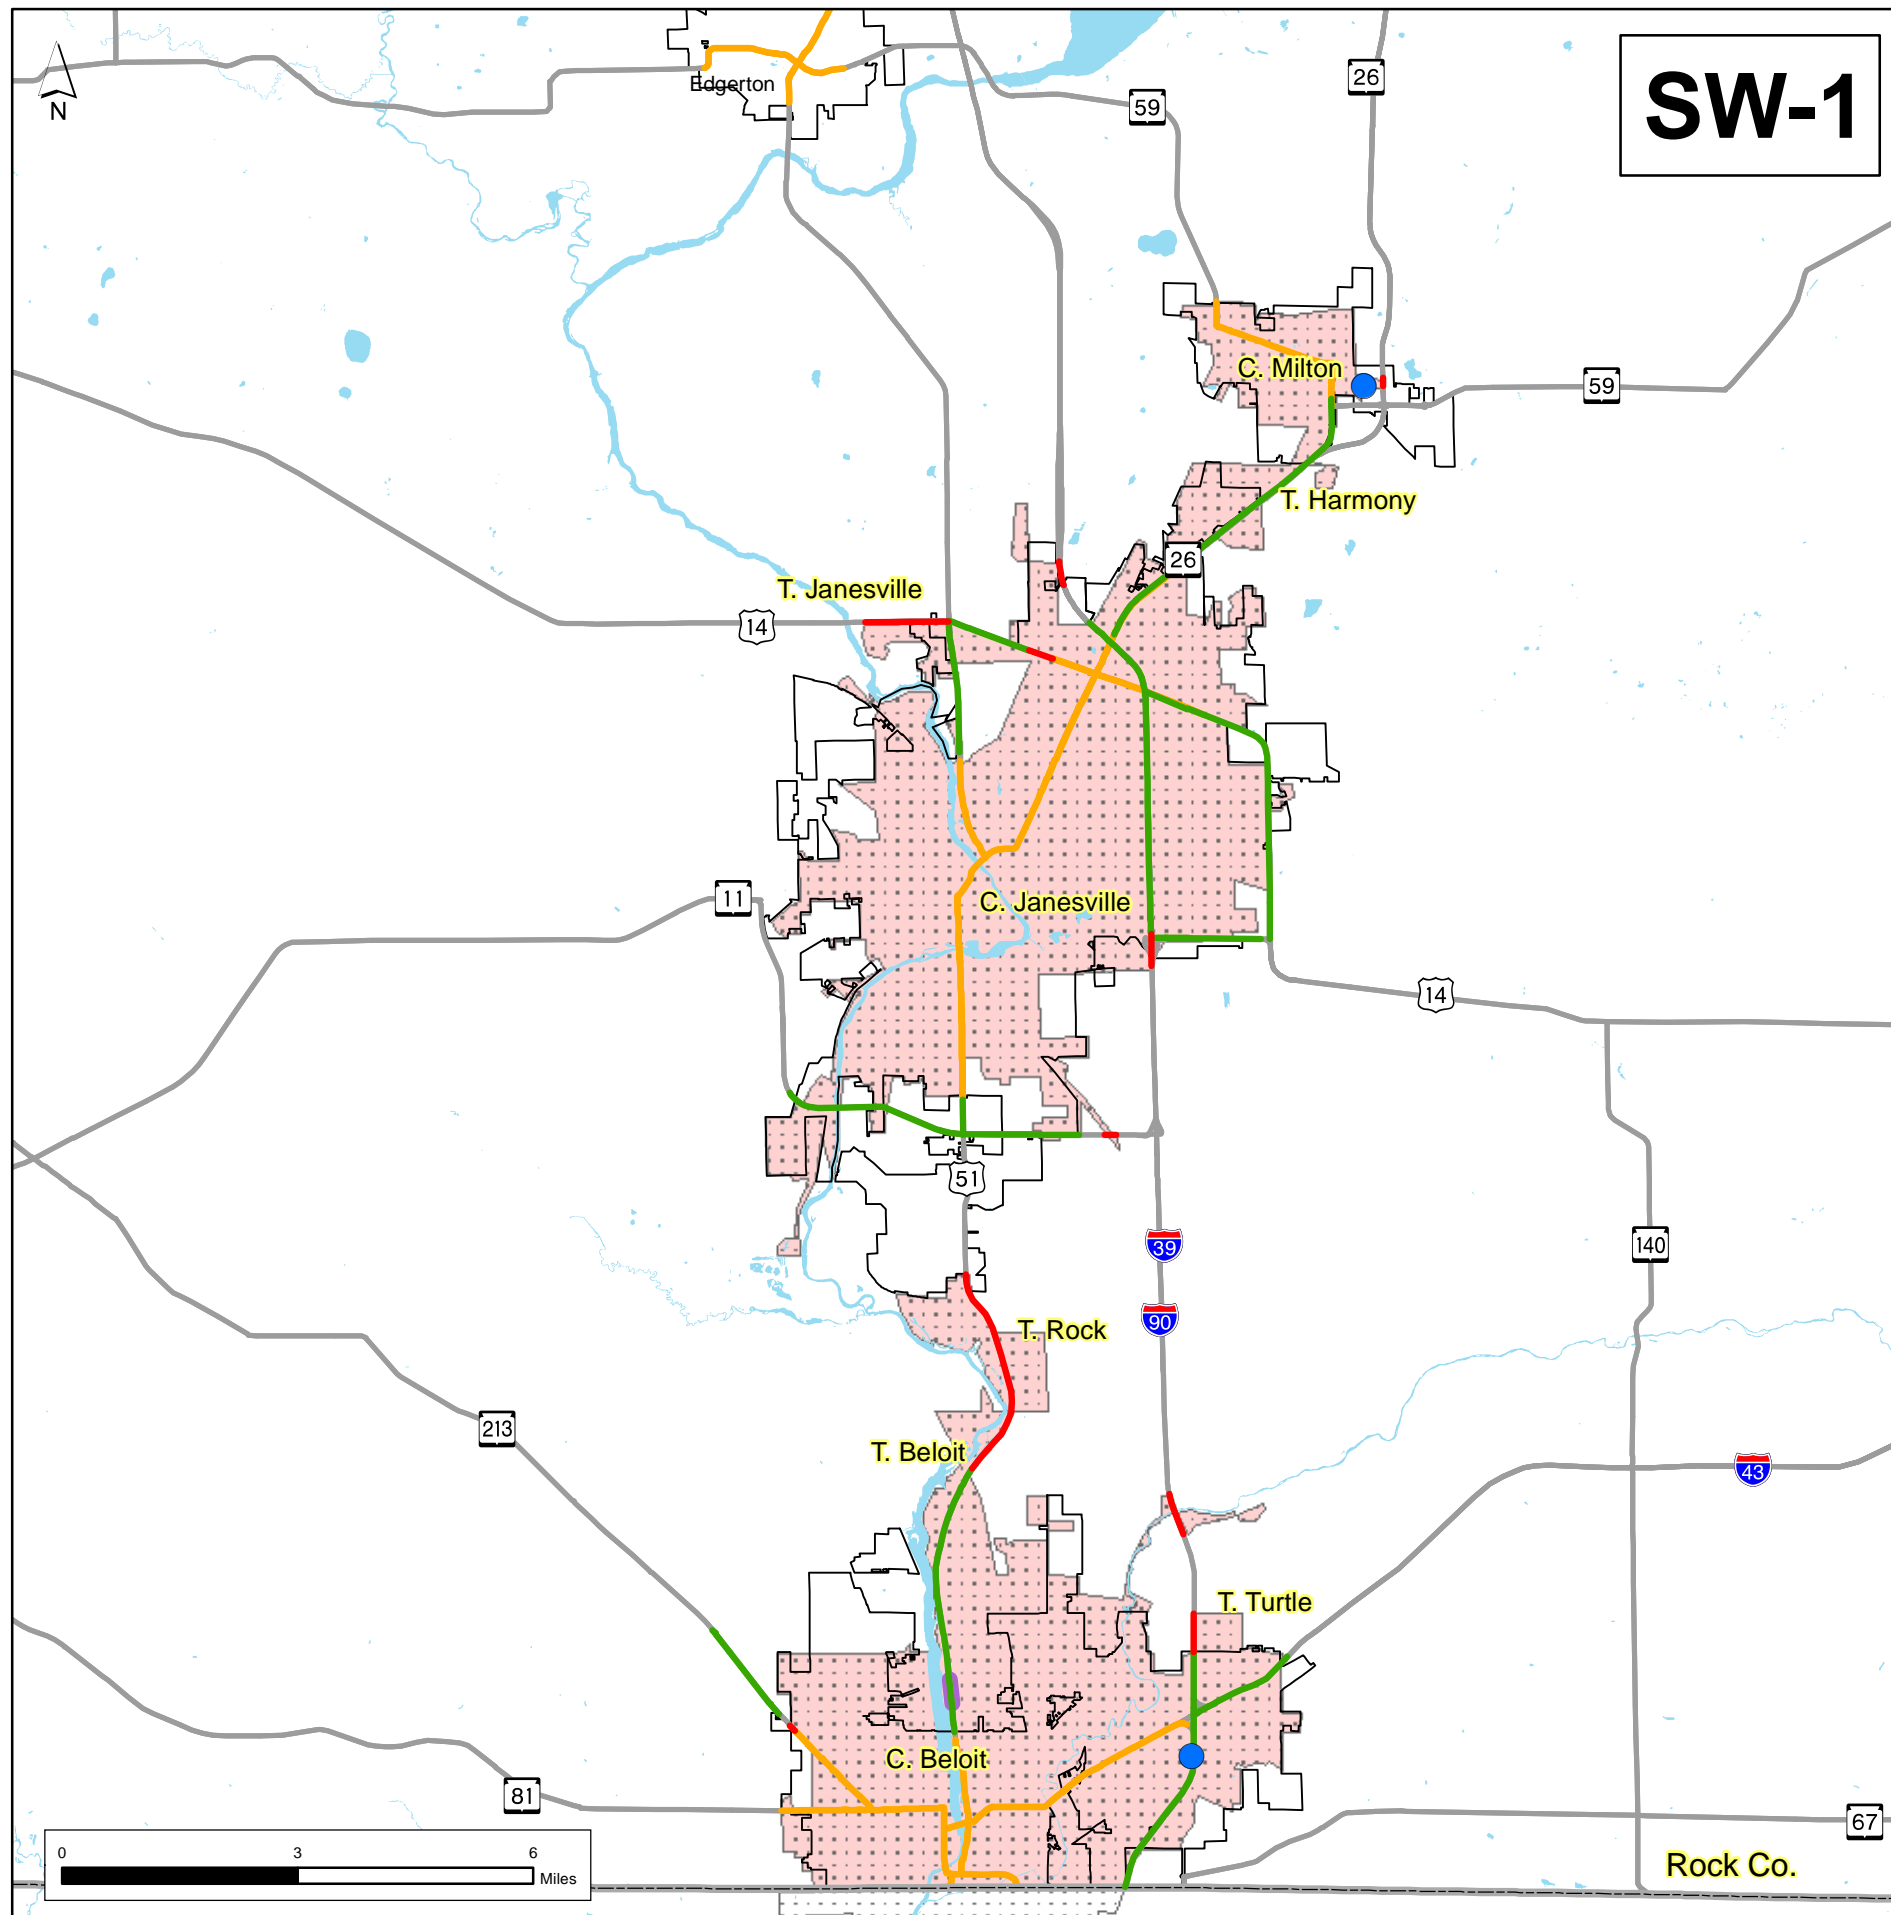 SW-1
26
59
Edgerton
N
C. Milton
59
T. Harmony
26
T. Janesville
14
11
C. Janesville
14
51
39
140
90
T. Rock
213
T. Beloit
43
T. Turtle
C. Beloit
81
67
0 3 6
Miles
Rock Co.